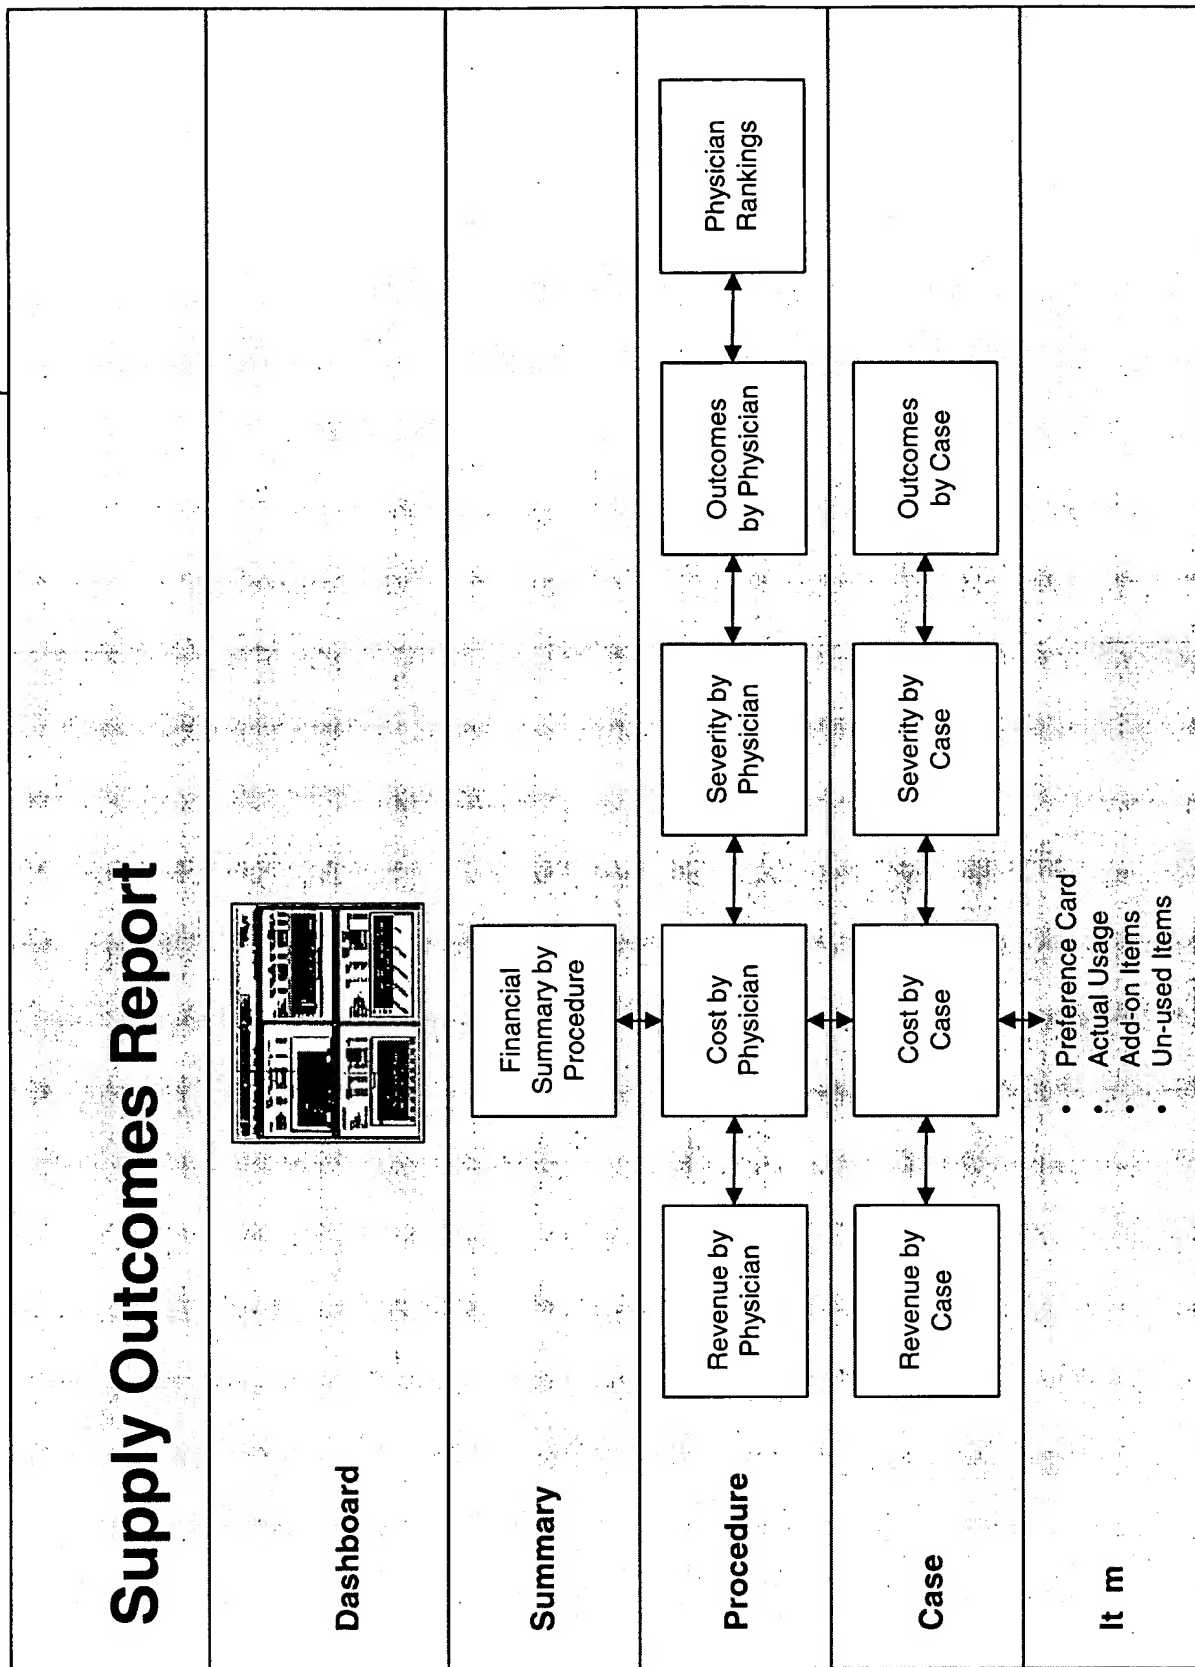 Supply Outcomes Report
Dashboard
Summary
Financial
Summary by
Procedure
Procedure
Revenue by
Physician
Cost by
Physician
Severity by
Physician
Outcomes
by Physician
Physician
Rankings
Case
Revenue by
Case
Cost by
Case
Severity by
Case
Outcomes
by Case
It m
• Preference Card
• Actual Usage
• Add-on Items
• Un-used Items